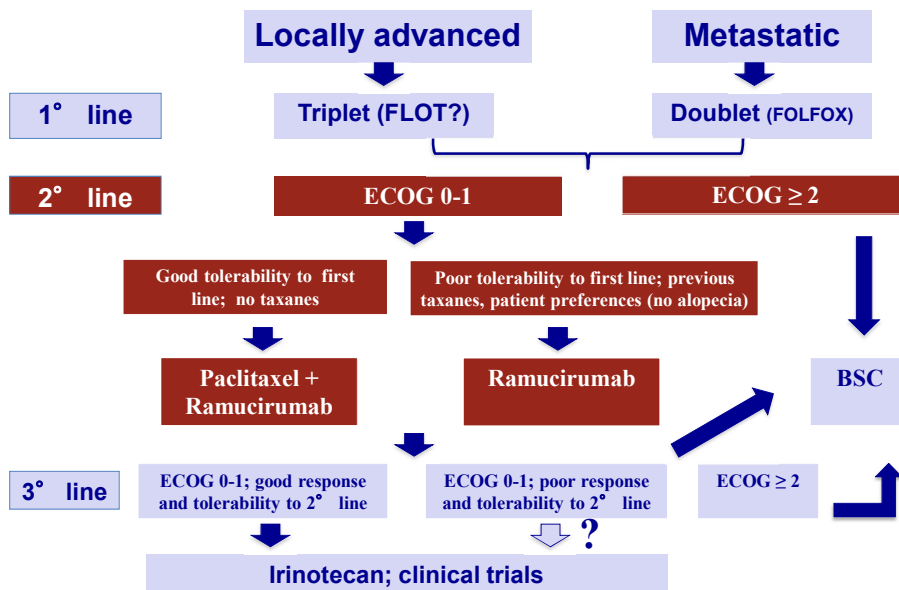 Locally advanced
Metastatic
1° line
Triplet (FLOT?)
Doublet (FOLFOX)
2° line
ECOG 0-1
ECOG ≥ 2
Good tolerability to first
line; no taxanes
Poor tolerability to first line; previous
taxanes, patient preferences (no alopecia)
Paclitaxel +
Ramucirumab
Ramucirumab
BSC
3° line
ECOG 0-1; good response
and tolerability to 2° line
ECOG 0-1; poor response
and tolerability to 2° line
ECOG ≥ 2
?
Irinotecan; clinical trials